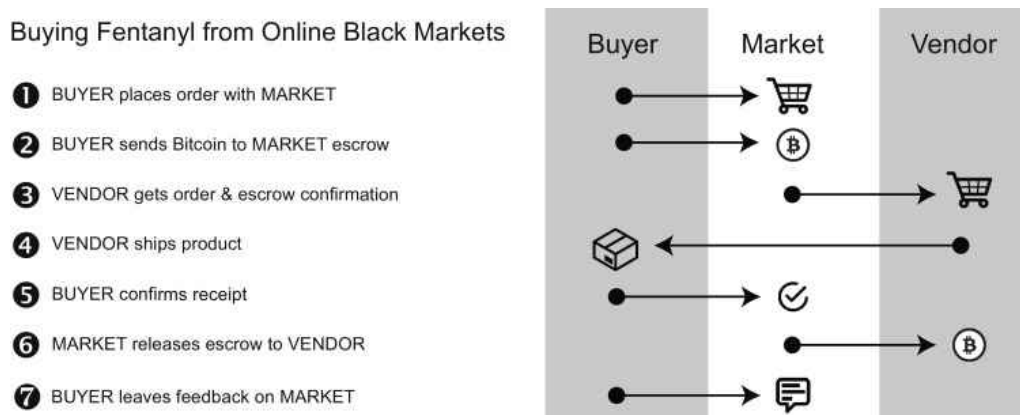 Buying Fentanyl from Online Black Markets
Buyer
Market
Vendor
1 BUYER places order with MARKET
2 BUYER sends Bitcoin to MARKET escrow
3 VENDOR gets order & escrow confirmation
4 VENDOR ships product
5 BUYER confirms receipt
6 MARKET releases escrow to VENDOR
7 BUYER leaves feedback on MARKET